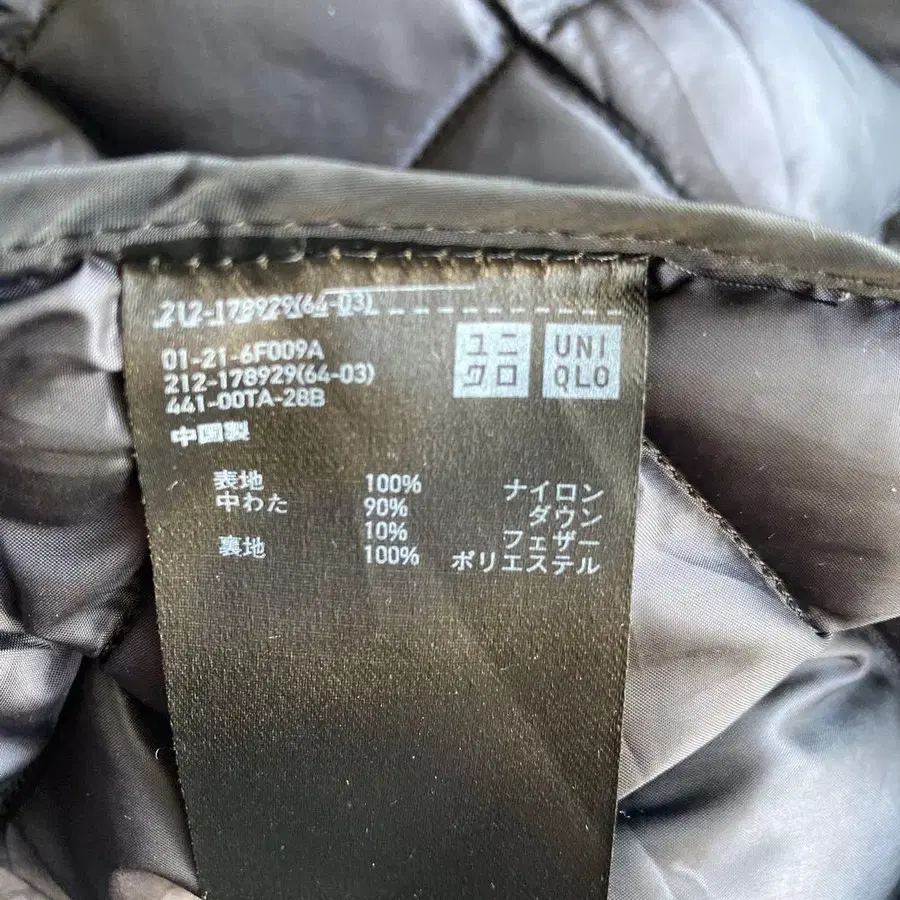 212-178929(64-03)
01-21-6F009A
212-178929(64-03)
441-00TA-28B
ユニ
クロ
UNI
QLO
中国製
表地 100% ナイロン
中わた 90% ダウン
10% フェザー
裏地 100% ポリエステル